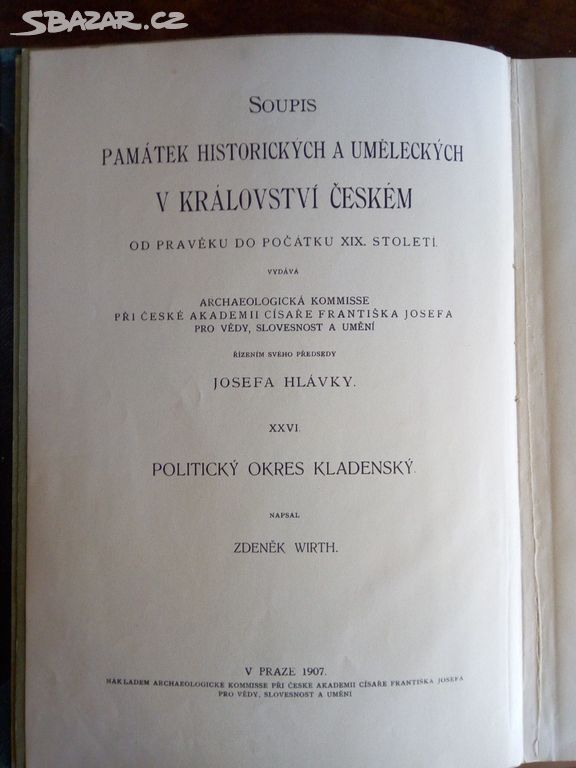 SBAZAR.CZ
SOUPIS
PAMÁTEK HISTORICKÝCH A UMĚLECKÝCH
V KRÁLOVSTVÍ ČESKÉM
OD PRAVĚKU DO POČÁTKU XIX. STOLETÍ.
VYDÁVÁ
ARCHAEOLOGICKÁ KOMMISSE
PŘI ČESKÉ AKADEMII CÍSAŘE FRANTIŠKA JOSEFA
PRO VĚDY, SLOVESNOST A UMĚNÍ
ŘÍZENÍM SVÉHO PŘEDSEDY
JOSEFA HLÁVKY.
XXVI.
POLITICKÝ OKRES KLADENSKÝ.
NAPSAL
ZDENĚK WIRTH.
V PRAZE 1907.
NÁKLADEM ARCHAEOLOGICKÉ KOMMISSE PŘI ČESKÉ AKADEMII CÍSAŘE FRANTIŠKA JOSEFA
PRO VĚDY, SLOVESNOST A UMĚNÍ